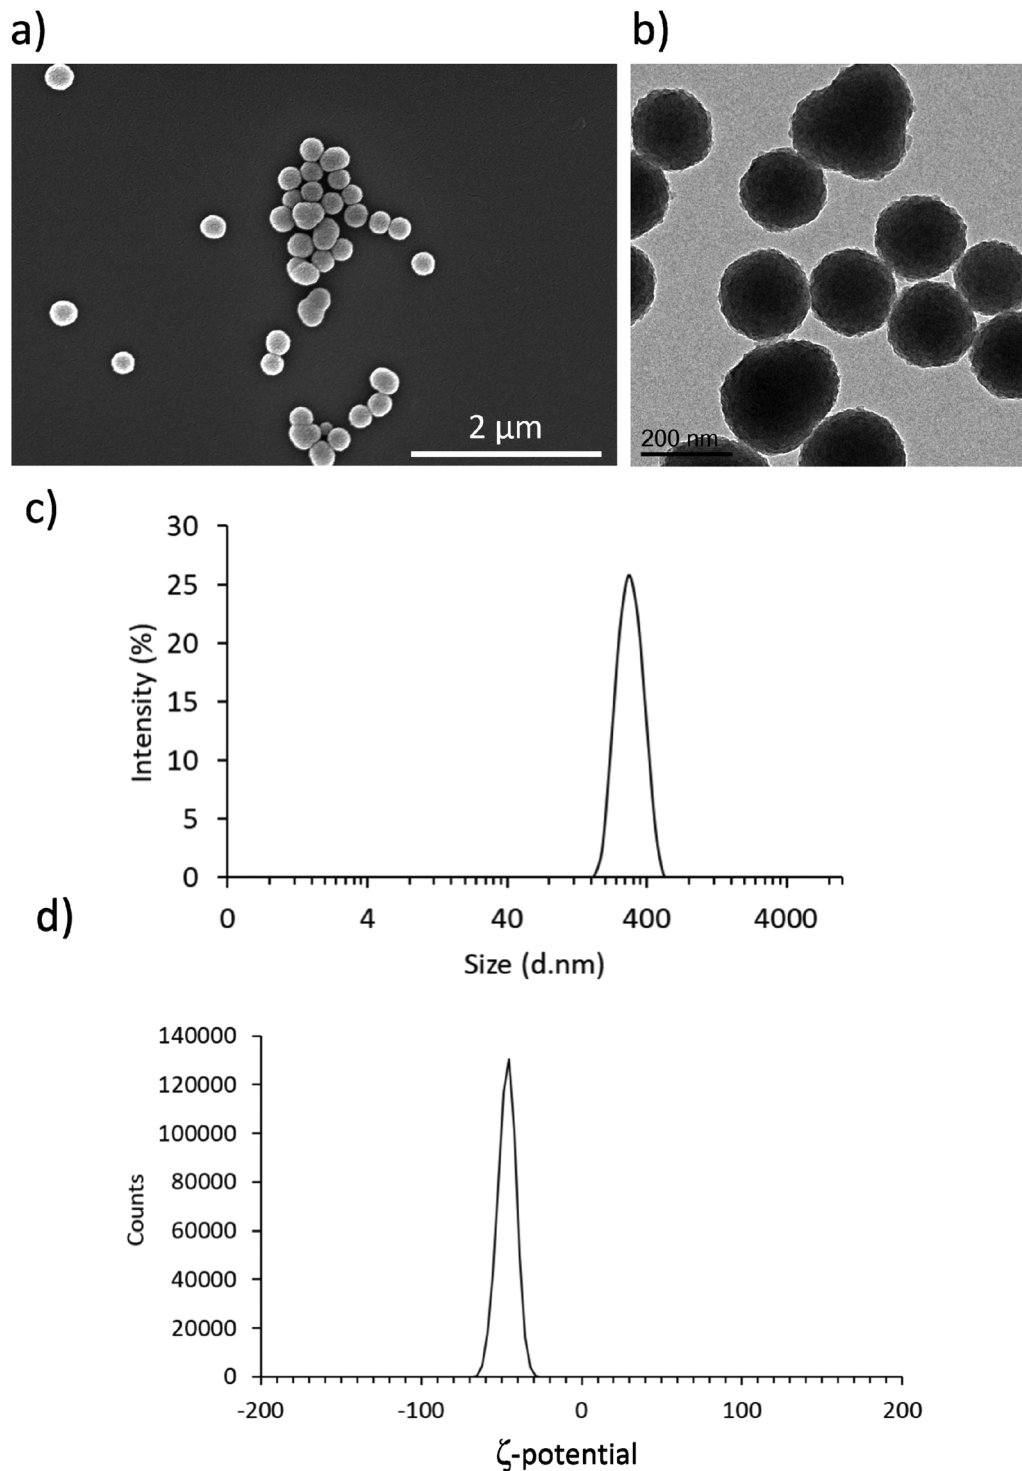 a)
b)
2 μm
200 nm
c)
30
25
20
15
10
5
0
Intensity (%)
0 4 40 400 4000
Size (d.nm)
d)
140000
120000
100000
80000
60000
40000
20000
0
Counts
-200 -100 0 100 200
ζ-potential